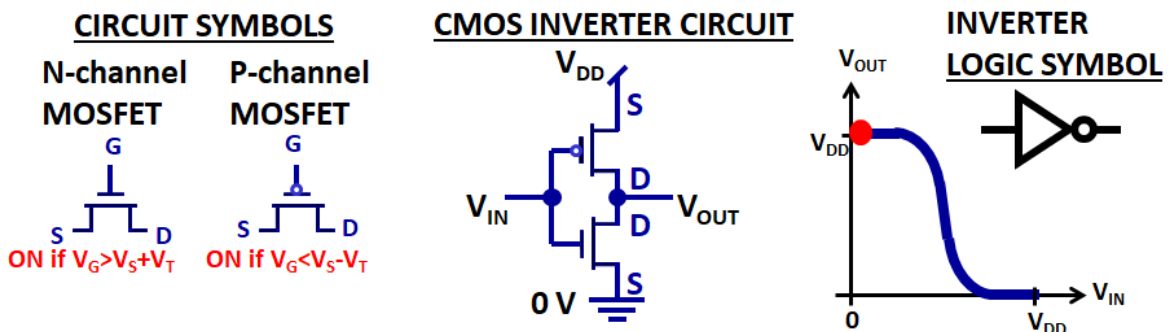 CIRCUIT SYMBOLS
N-channel
MOSFET
G
S
D
ON if VG>VS+VT
P-channel
MOSFET
G
S
D
ON if VG<VS-VT
CMOS INVERTER CIRCUIT
VDD
S
D
VIN
VOUT
D
S
0 V
INVERTER
LOGIC SYMBOL
VOUT
VDD
0
VDD
VIN